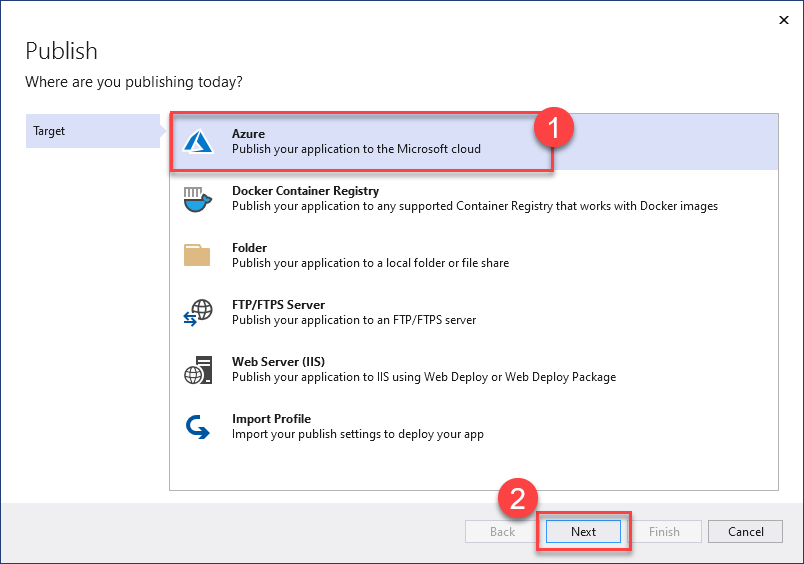 Publish
Where are you publishing today?
Target
Azure
Publish your application to the Microsoft cloud
1
Docker Container Registry
Publish your application to any supported Container Registry that works with Docker images
Folder
Publish your application to a local folder or file share
FTP/FTPS Server
Publish your application to an FTP/FTPS server
Web Server (IIS)
Publish your application to IIS using Web Deploy or Web Deploy Package
Import Profile
Import your publish settings to deploy your app
2
Back Next Finish Cancel